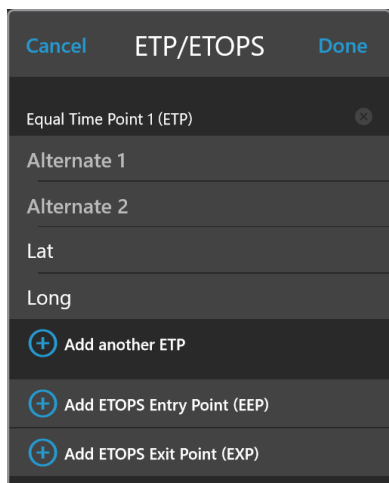 Cancel ETP/ETOPS Done
Equal Time Point 1 (ETP)
Alternate 1
Alternate 2
Lat
Long
Add another ETP
Add ETOPS Entry Point (EEP)
Add ETOPS Exit Point (EXP)